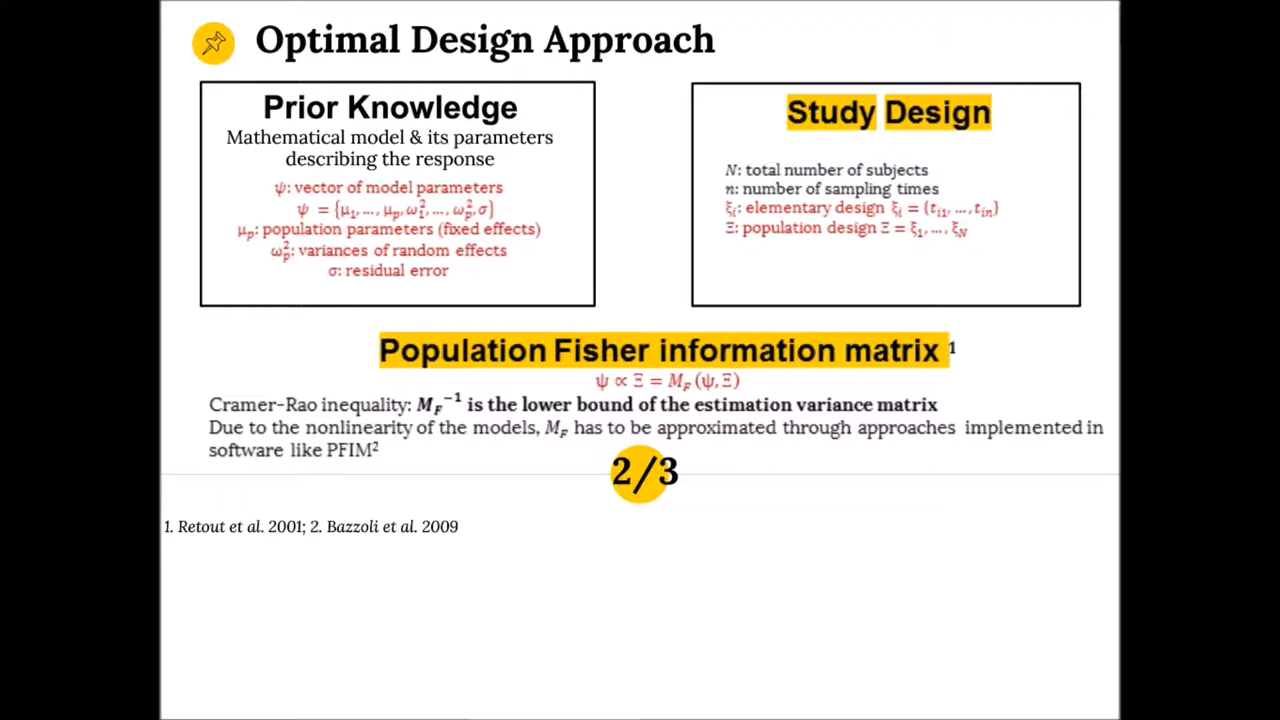 Optimal Design Approach
Prior Knowledge
Mathematical model & its parameters
describing the response
ψ: vector of model parameters
ψ = {μ₁, ..., μₚ, ω₁², ..., ωₚ², σ}
μₚ: population parameters (fixed effects)
ωₚ²: variances of random effects
σ: residual error
Study Design
N: total number of subjects
n: number of sampling times
ξᵢ: elementary design ξᵢ = {tᵢ₁, ..., tᵢₙ}
Ξ: population design Ξ = ξ₁, ..., ξ_N
Population Fisher information matrix ¹
ψ ∝ Ξ = M_F (ψ, Ξ)
Cramer-Rao inequality: M_F⁻¹ is the lower bound of the estimation variance matrix
Due to the nonlinearity of the models, M_F has to be approximated through approaches implemented in
software like PFIM²
2/3
1. Retout et al. 2001; 2. Bazzoli et al. 2009